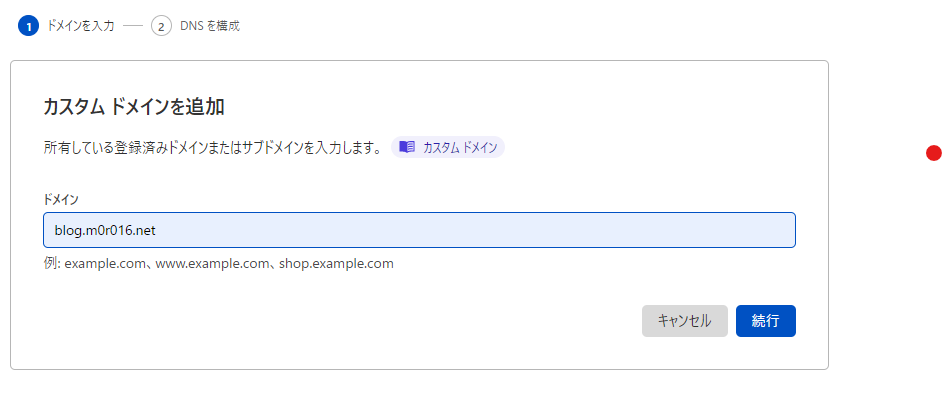 1 ドメインを入力 2 DNS を構成
カスタム ドメインを追加
所有している登録済みドメインまたはサブドメインを入力します。 カスタム ドメイン
ドメイン
blog.m0r016.net
例: example.com、www.example.com、shop.example.com
キャンセル 続行